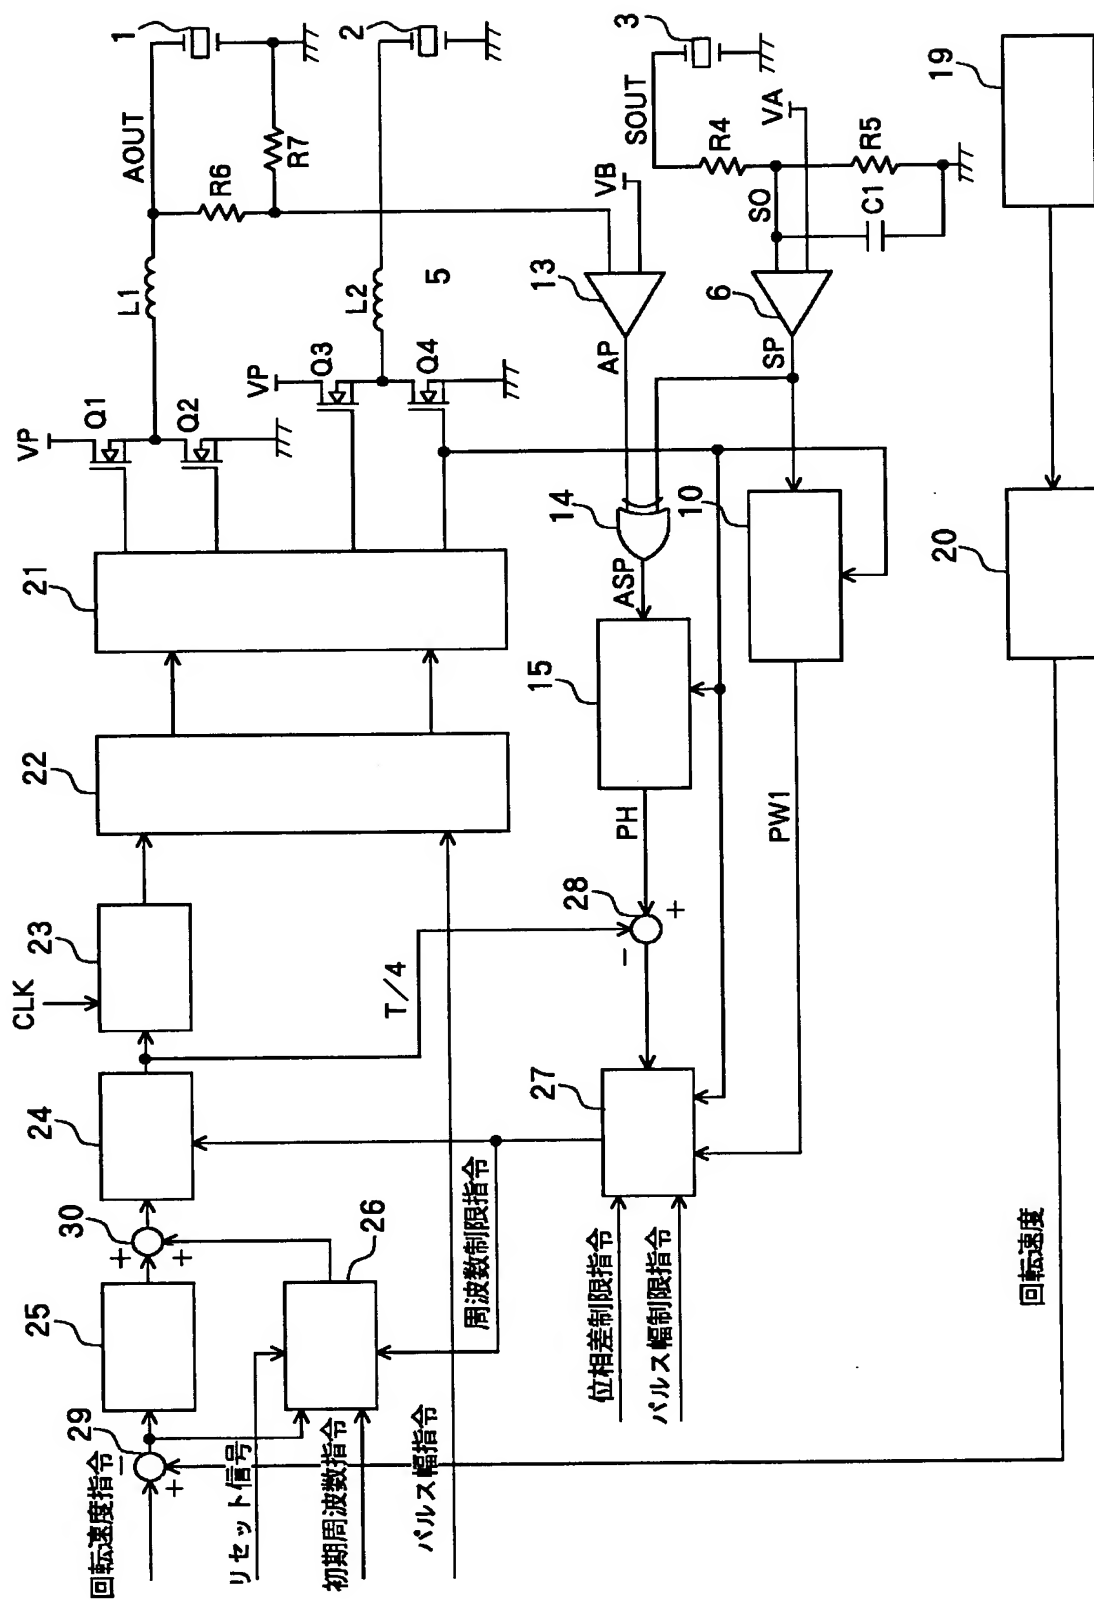 回転速度指令
29
+
−
25
+
+
30
24
CLK
23
22
21
VP
Q1
Q2
L1
AOUT
1
R6
R7
VP
Q3
Q4
L2
5
2
リセット信号
初期周波数指令
26
パルス幅指令
周波数制限指令
T/4
位相差制限指令
パルス幅制限指令
27
28
+
−
PH
15
ASP
14
AP
13
VB
SOUT
3
R4
VA
SO
R5
C1
6
SP
10
PW1
回転速度
20
19